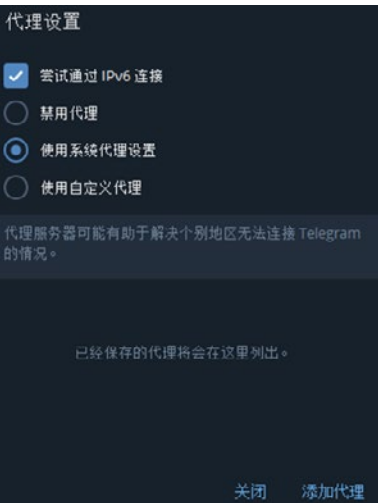 代理设置
尝试通过 IPv6 连接
禁用代理
使用系统代理设置
使用自定义代理
代理服务器可能有助于解决个别地区无法连接 Telegram
的情况。
已经保存的代理将会在这里列出。
关闭 添加代理